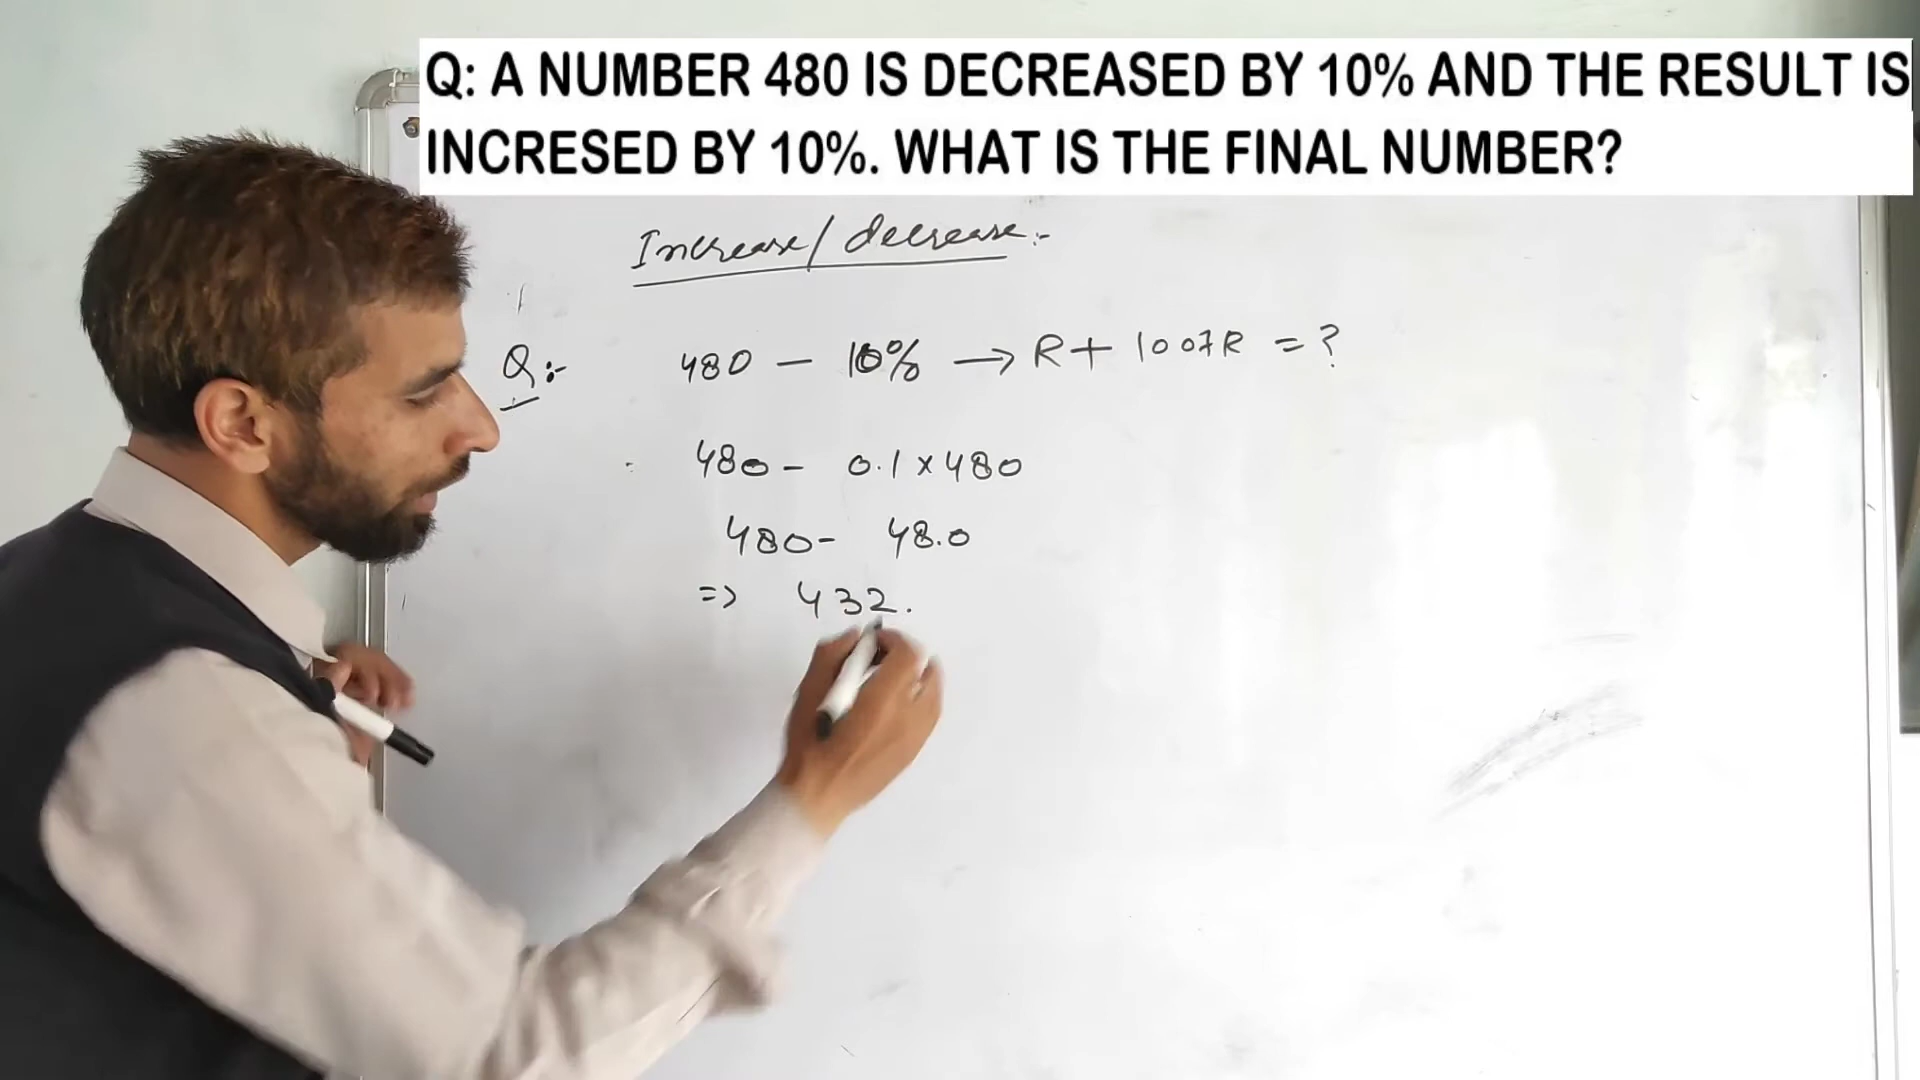 Q: A NUMBER 480 IS DECREASED BY 10% AND THE RESULT IS
INCRESED BY 10%. WHAT IS THE FINAL NUMBER?
Increase/decrease:-
Q:- 480 - 10% → R + 10 of R = ?
480 - 0.1 x 480
480 - 48.0
=> 432.